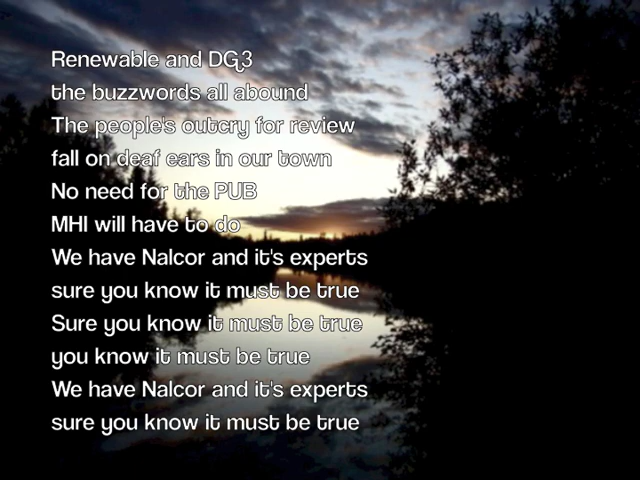 Renewable and DG3
the buzzwords all abound
The people's outcry for review
fall on deaf ears in our town
No need for the PUB
MHI will have to do
We have Nalcor and it's experts
sure you know it must be true
Sure you know it must be true
you know it must be true
We have Nalcor and it's experts
sure you know it must be true